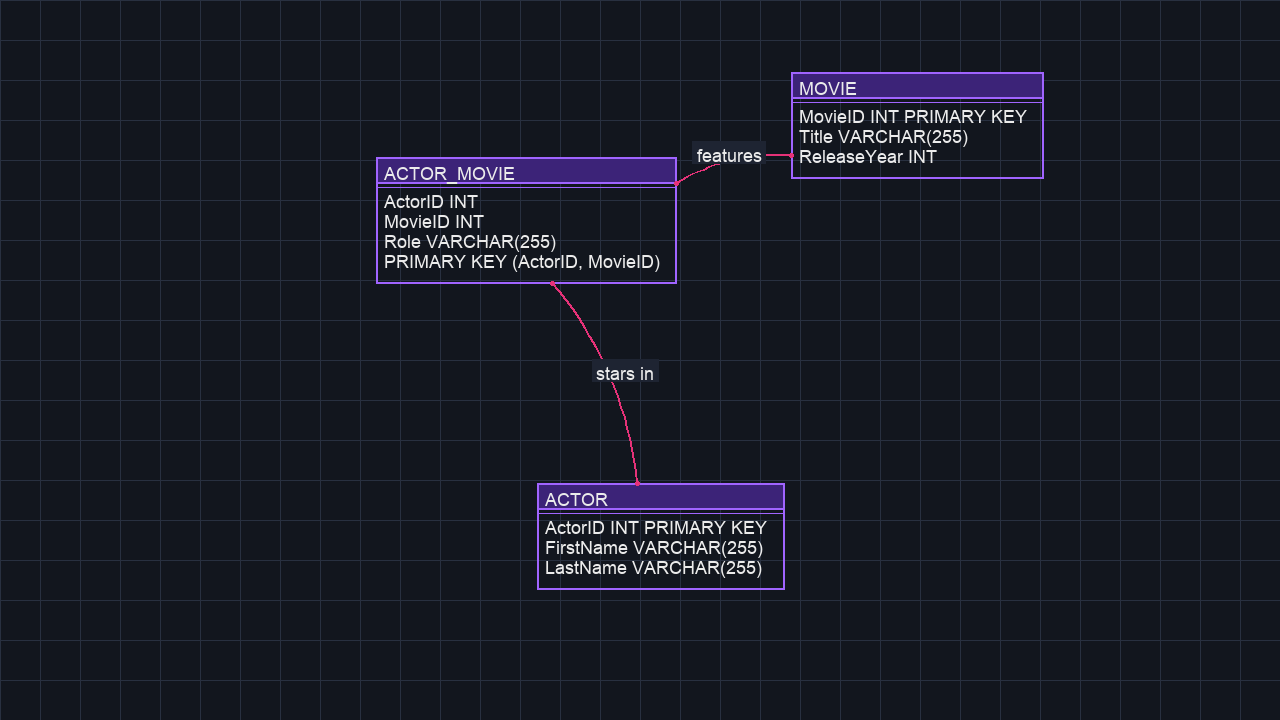 MOVIE
MovieID INT PRIMARY KEY
Title VARCHAR(255)
ReleaseYear INT
features
ACTOR_MOVIE
ActorID INT
MovieID INT
Role VARCHAR(255)
PRIMARY KEY (ActorID, MovieID)
stars in
ACTOR
ActorID INT PRIMARY KEY
FirstName VARCHAR(255)
LastName VARCHAR(255)